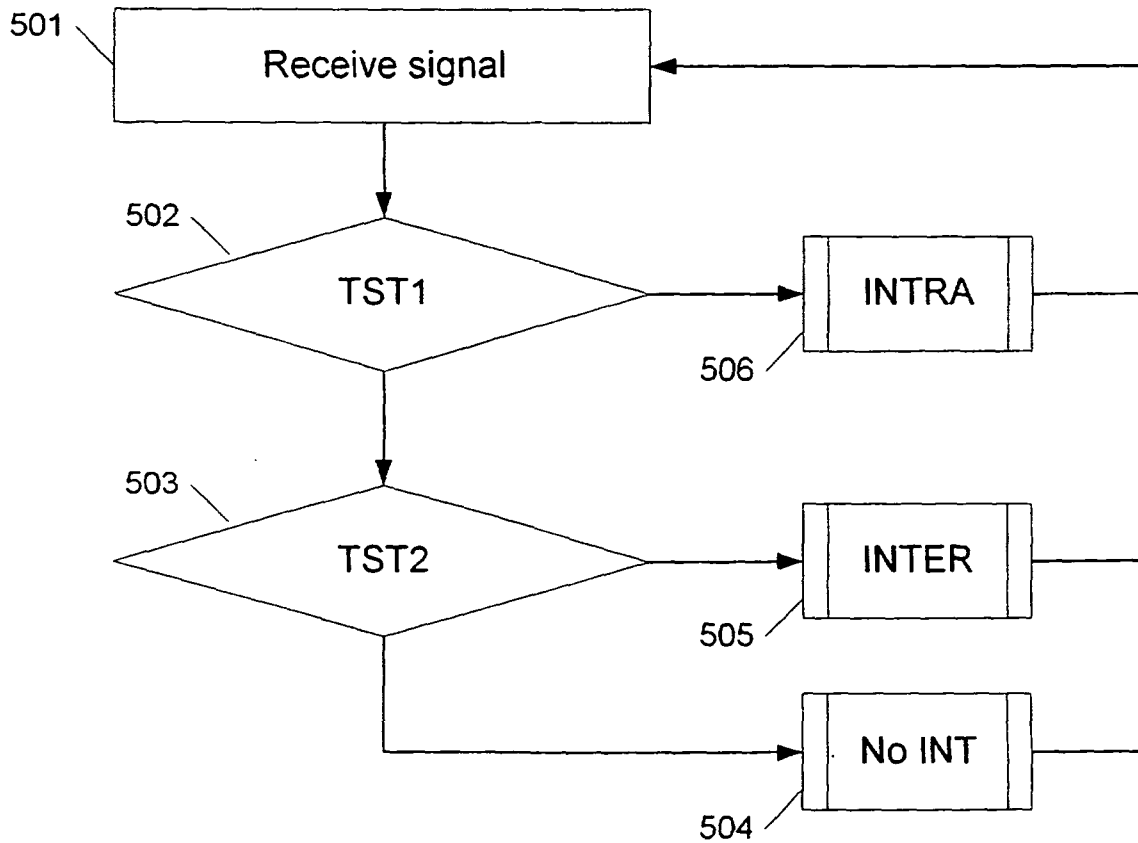 501
Receive signal
502
TST1
INTRA
506
503
TST2
INTER
505
No INT
504